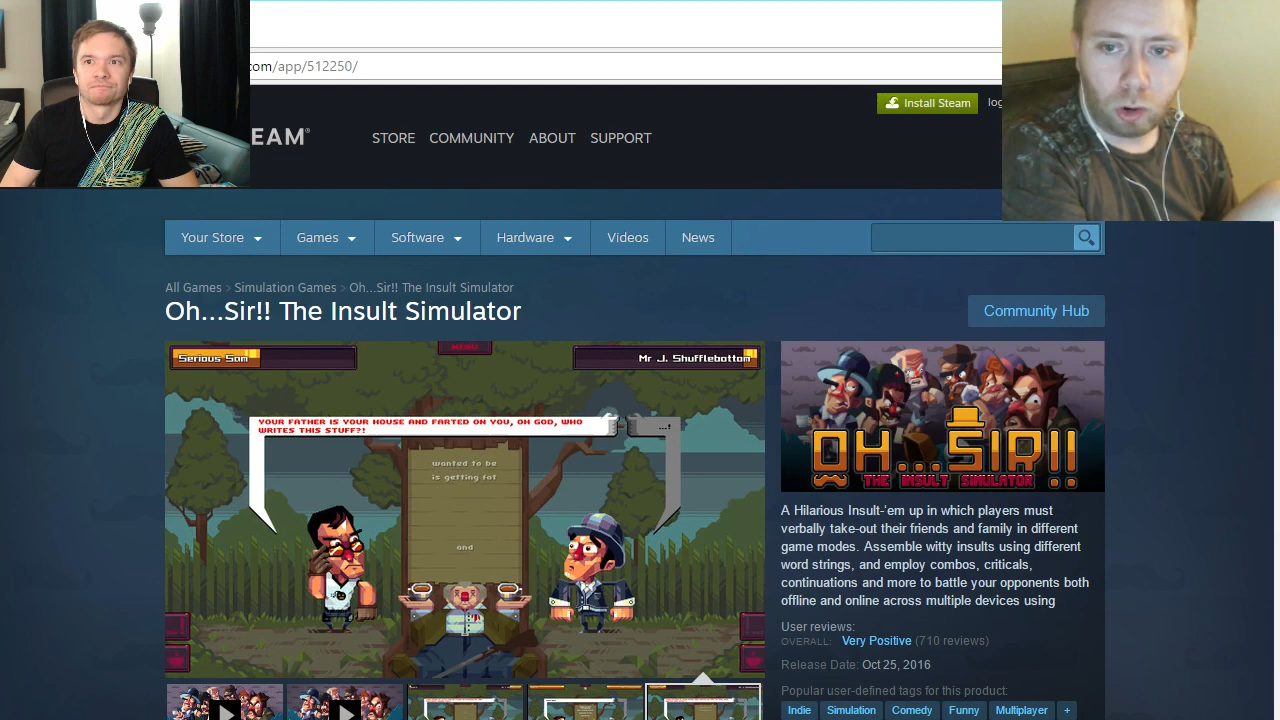 com/app/512250/
Install Steam
log
EAM®
STORE COMMUNITY ABOUT SUPPORT
Your Store Games Software Hardware Videos News
All Games > Simulation Games > Oh...Sir!! The Insult Simulator
Oh...Sir!! The Insult Simulator
Community Hub
Serious Sam
MENU
Mr J. Shufflebottom
YOUR FATHER IS YOUR HOUSE AND FARTED ON YOU, OH GOD, WHO
WRITES THIS STUFF?!
...!
wanted to be
is getting fat
and
OH...SIR!!
THE INSULT SIMULATOR
A Hilarious Insult-'em up in which players must
verbally take-out their friends and family in different
game modes. Assemble witty insults using different
word strings, and employ combos, criticals,
continuations and more to battle your opponents both
offline and online across multiple devices using
User reviews:
OVERALL: Very Positive (710 reviews)
Release Date: Oct 25, 2016
Popular user-defined tags for this product:
Indie Simulation Comedy Funny Multiplayer +